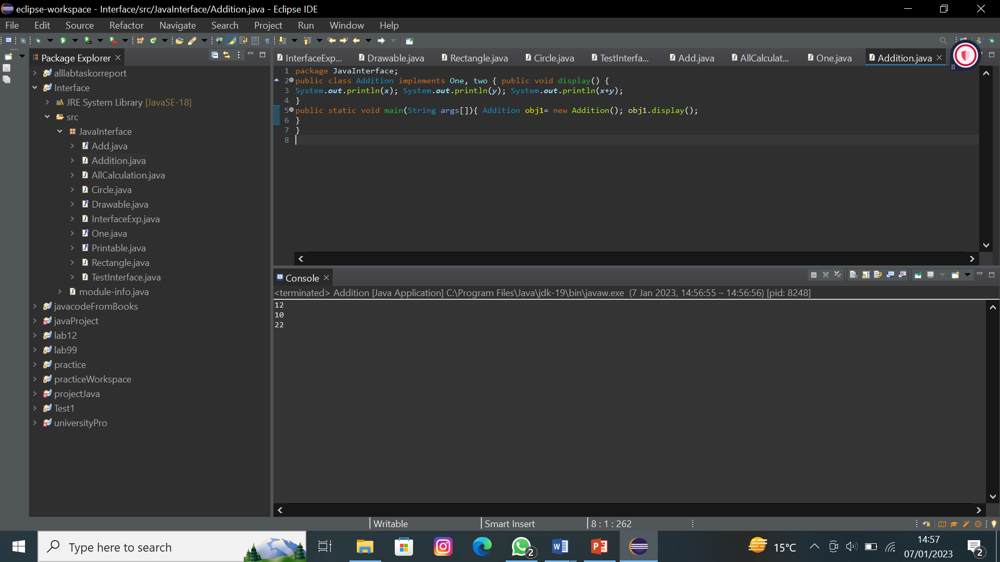 eclipse-workspace - Interface/src/JavaInterface/Addition.java - Eclipse IDE
File Edit Source Refactor Navigate Search Project Run Window Help
Package Explorer
alllabtaskorreport
Interface
JRE System Library [JavaSE-18]
src
JavaInterface
Add.java
Addition.java
AllCalculation.java
Circle.java
Drawable.java
InterfaceExp.java
One.java
Printable.java
Rectangle.java
TestInterface.java
module-info.java
javacodeFromBooks
javaProject
lab12
lab99
practice
practiceWorkspace
projectJava
Test1
universityPro
InterfaceExp... Drawable.java Rectangle.java Circle.java TestInterfa... Add.java AllCalculat... One.java Addition.java
1 package JavaInterface;
2 public class Addition implements One, two { public void display() {
3 System.out.println(x); System.out.println(y); System.out.println(x+y);
4 }
5 public static void main(String args[]){ Addition obj1= new Addition(); obj1.display();
6 }
7 }
8
Console
<terminated> Addition [Java Application] C:\Program Files\Java\jdk-19\bin\javaw.exe (7 Jan 2023, 14:56:55 – 14:56:56) [pid: 8248]
12
10
22
Writable Smart Insert 8 : 1 : 262
Type here to search
2
15°C
14:57
07/01/2023
2